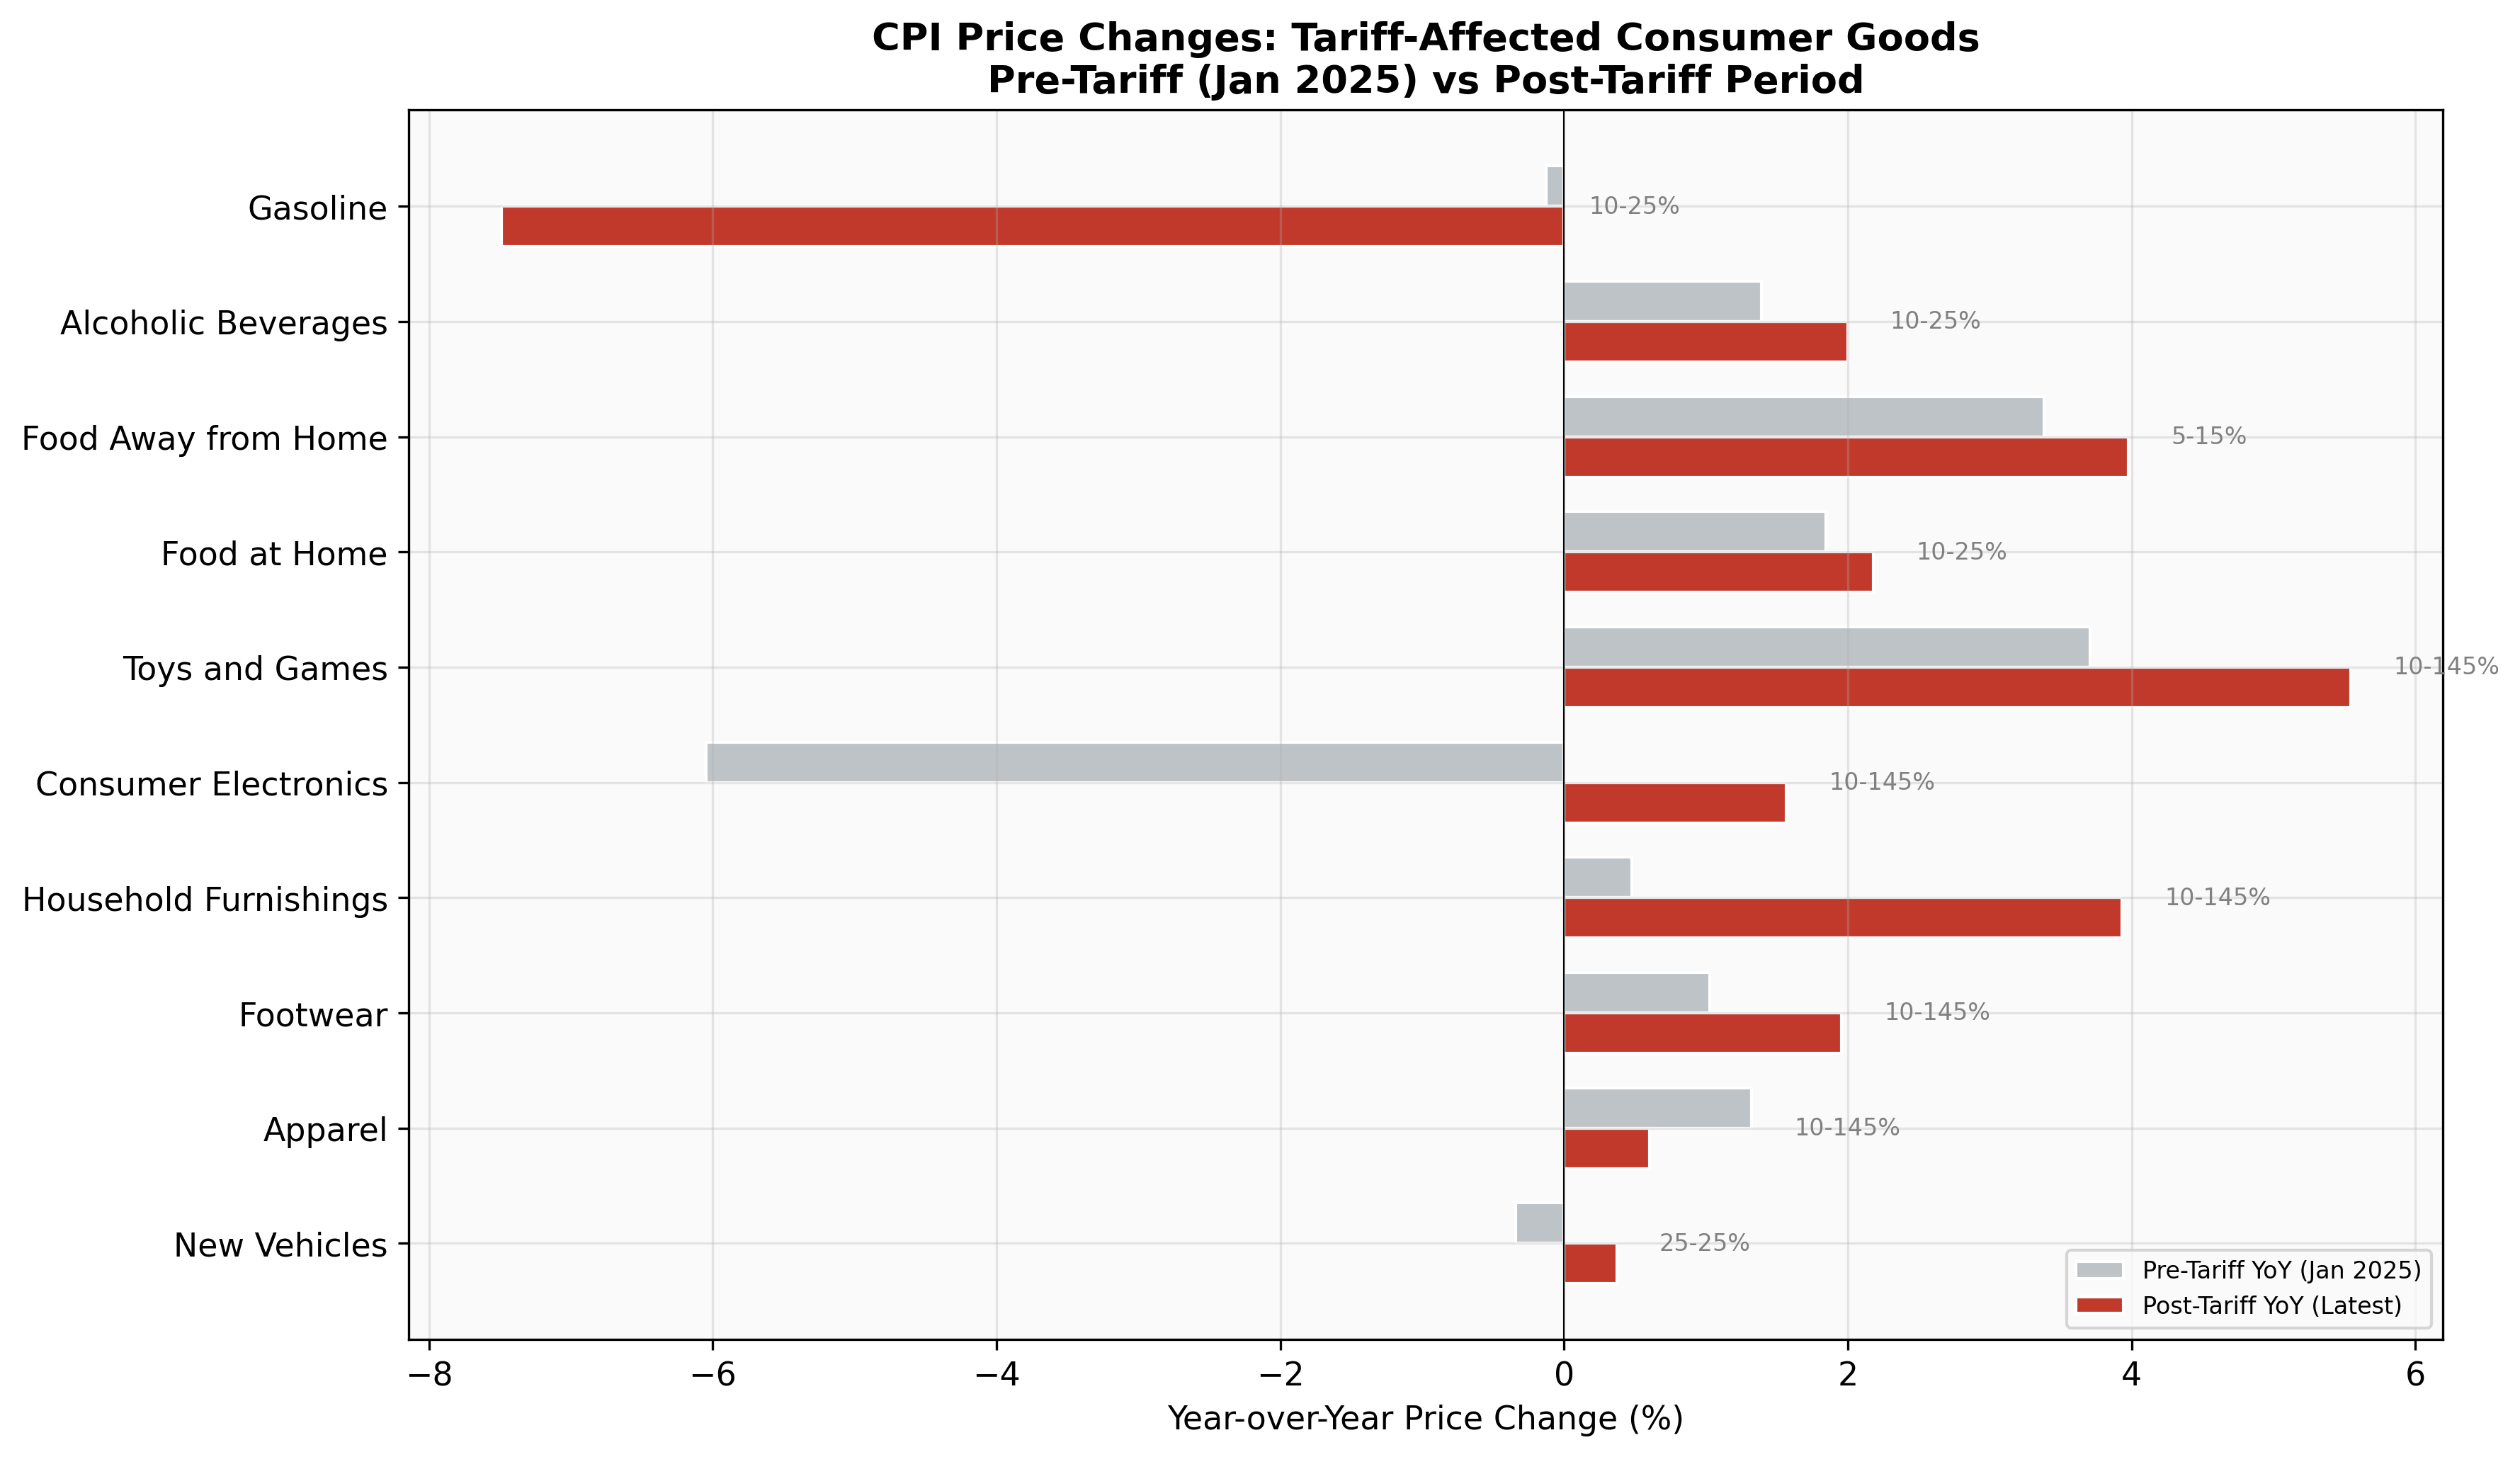 CPI Price Changes: Tariff-Affected Consumer Goods
Pre-Tariff (Jan 2025) vs Post-Tariff Period
Gasoline
10-25%
Alcoholic Beverages
10-25%
Food Away from Home
5-15%
Food at Home
10-25%
Toys and Games
10-145%
Consumer Electronics
10-145%
Household Furnishings
10-145%
Footwear
10-145%
Apparel
10-145%
New Vehicles
25-25%
Pre-Tariff YoY (Jan 2025)
Post-Tariff YoY (Latest)
−8 −6 −4 −2 0 2 4 6
Year-over-Year Price Change (%)